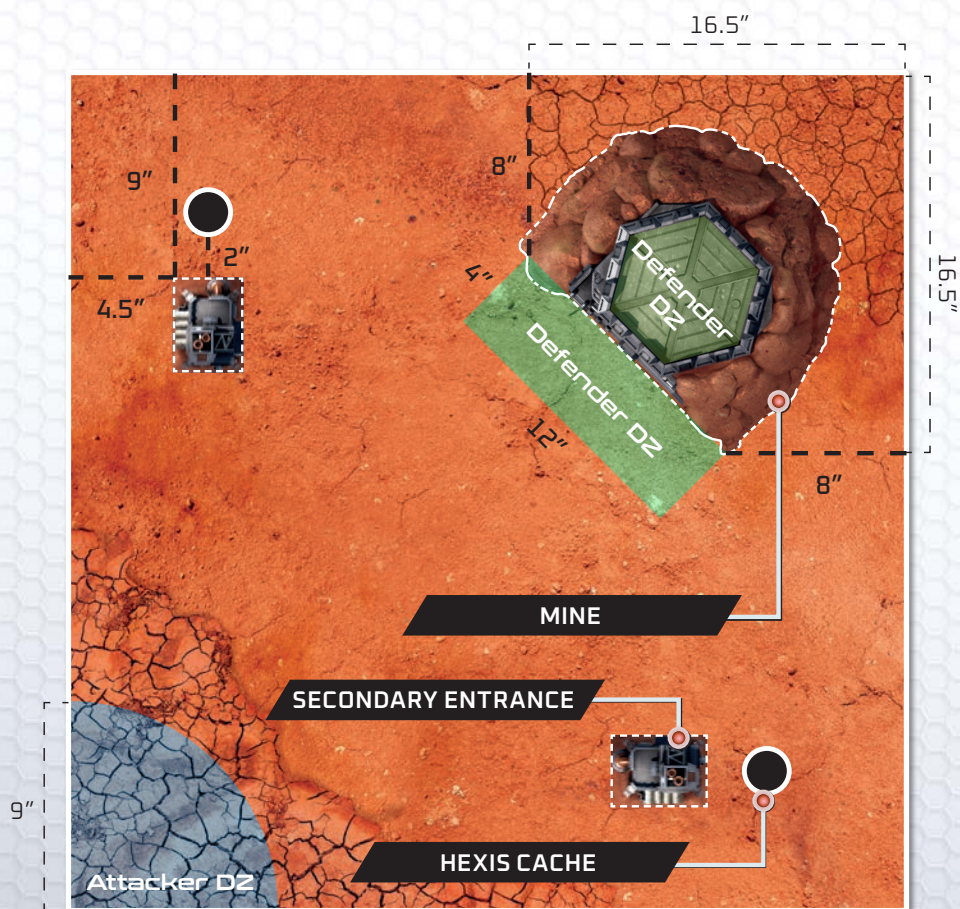 16.5”
9”
8”
2”
4.5”
4”
16.5”
Defender
DZ
Defender DZ
12”
8”
MINE
SECONDARY ENTRANCE
9”
HEXIS CACHE
Attacker DZ